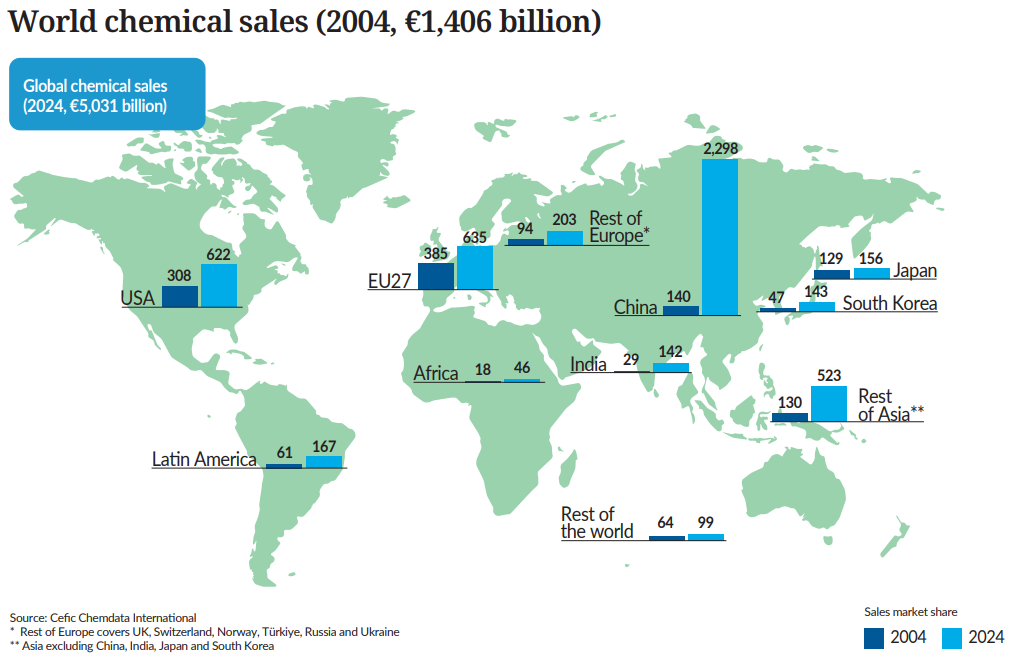 World chemical sales (2004, €1,406 billion)
Global chemical sales
(2024, €5,031 billion)
2,298
94
203
Rest of
Europe*
385
635
EU27
308
622
USA
129
156
Japan
China
140
47
143
South Korea
Africa
18
46
India
29
142
130
523
Rest
of Asia**
Latin America
61
167
Rest of
the world
64
99
Source: Cefic Chemdata International
* Rest of Europe covers UK, Switzerland, Norway, Türkiye, Russia and Ukraine
** Asia excluding China, India, Japan and South Korea
Sales market share
2004
2024